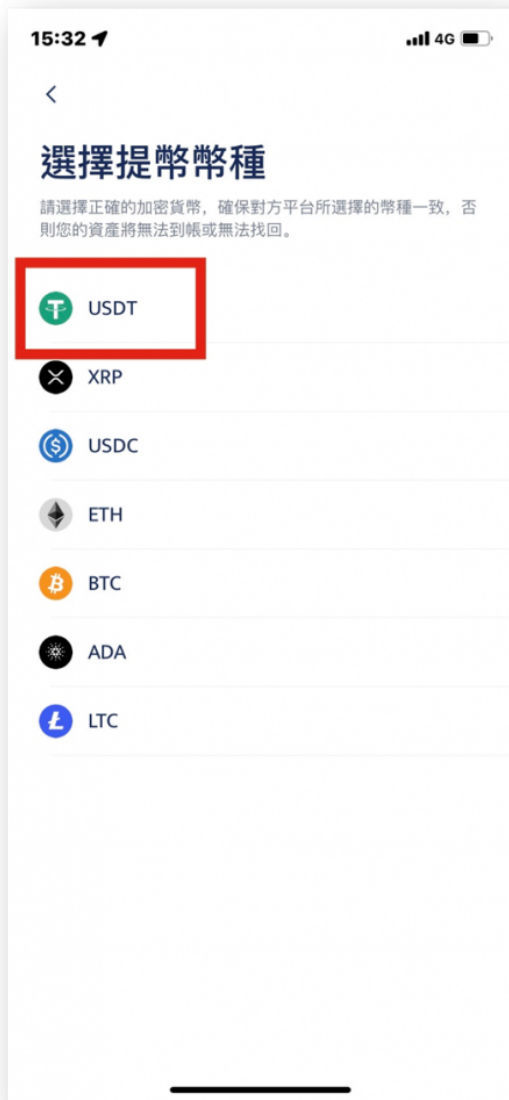 15:32
4G
選擇提幣幣種
請選擇正確的加密貨幣，確保對方平台所選擇的幣種一致，否
則您的資產將無法到帳或無法找回。
USDT
XRP
USDC
ETH
BTC
ADA
LTC